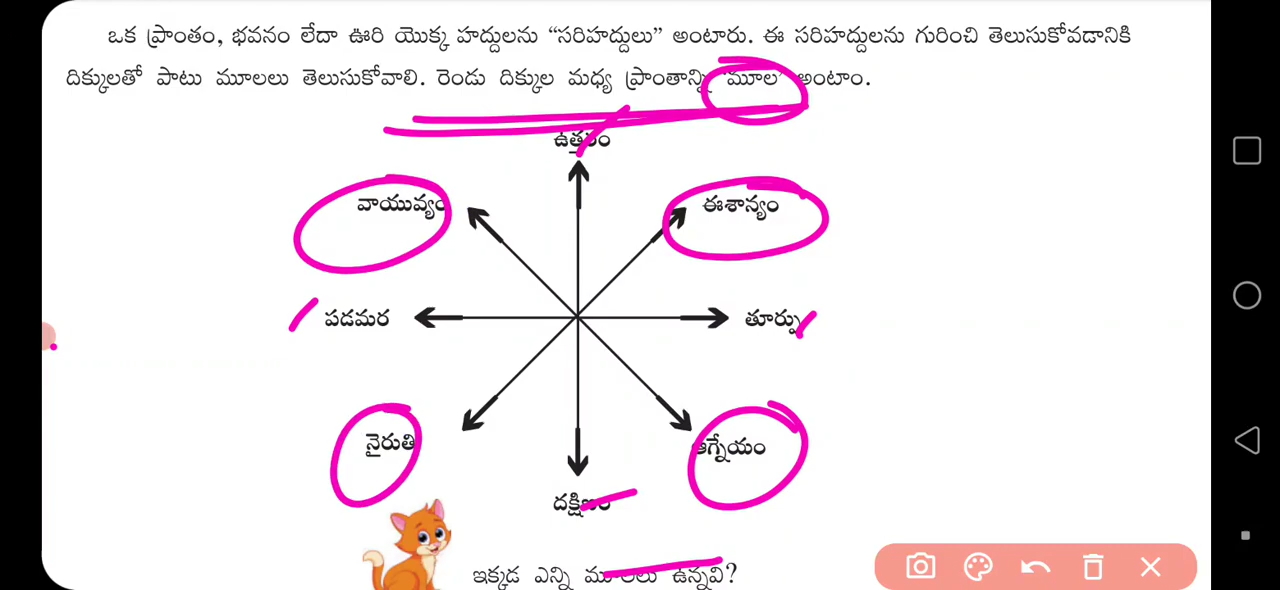 ఒక ప్రాంతం, భవనం లేదా ఊరి యొక్క హద్దులను “సరిహద్దులు” అంటారు. ఈ సరిహద్దులను గురించి తెలుసుకోవడానికి
దిక్కులతో పాటు మూలలు తెలుసుకోవాలి. రెండు దిక్కుల మధ్య ప్రాంతాన్ని ‘మూల’ అంటాం.
ఉత్తరం
వాయువ్యం ఈశాన్యం
పడమర తూర్పు
నైరుతి ఆగ్నేయం
దక్షిణం
ఇక్కడ ఎన్ని మూలలు ఉన్నవి?